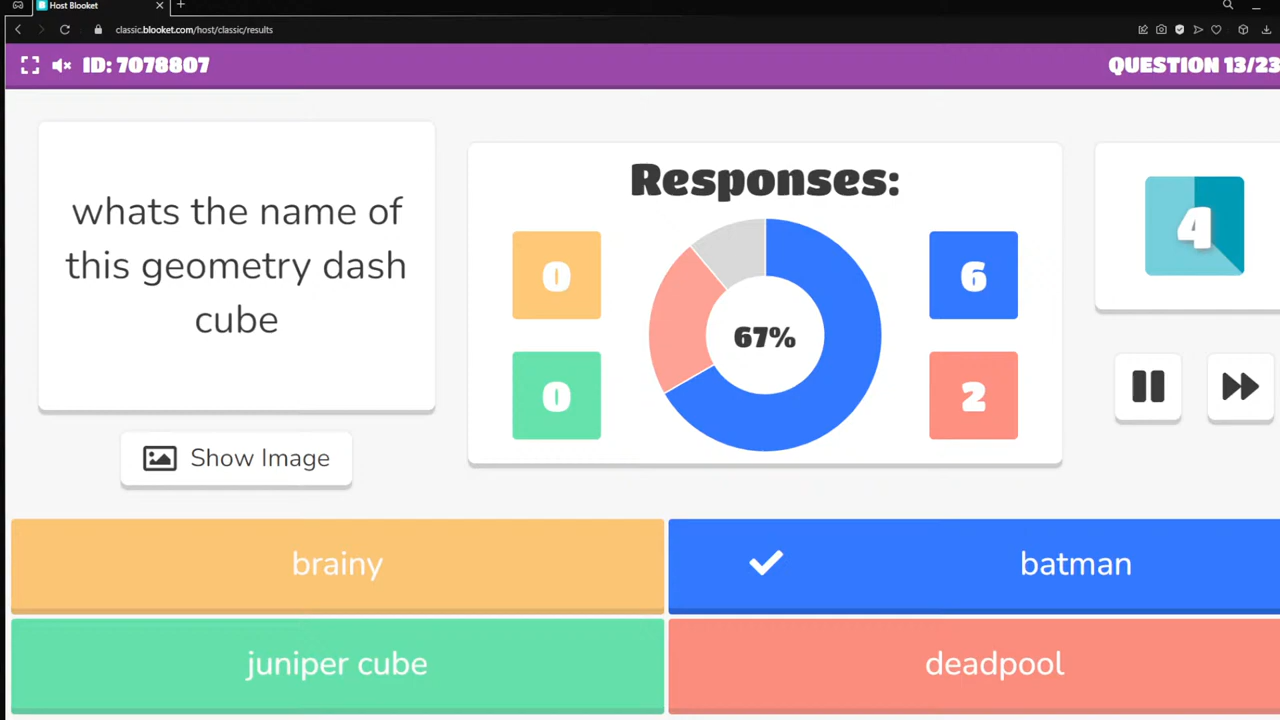 Host Blooket
classic.blooket.com/host/classic/results
ID: 7078807
QUESTION 13/23
whats the name of
this geometry dash
cube
Show Image
Responses:
0
6
67%
0
2
4
brainy
batman
juniper cube
deadpool